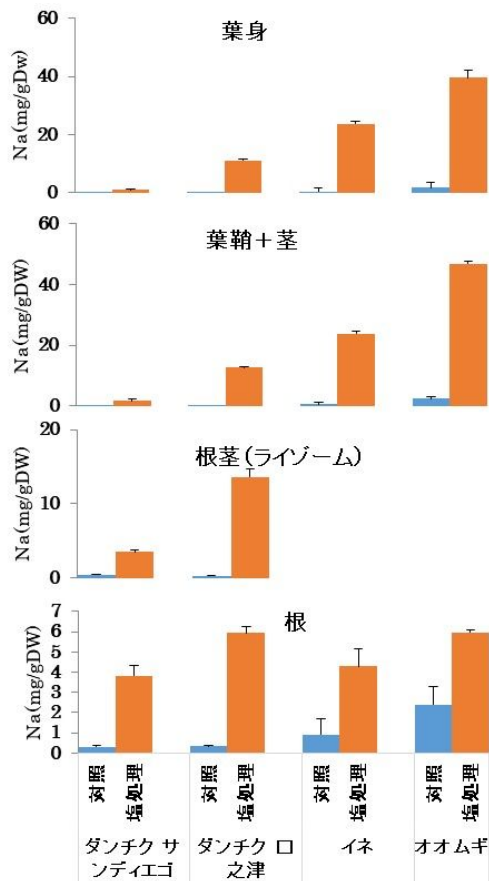 葉身
60
40
20
0
Na(mg/gDw)
葉鞘＋茎
60
40
20
0
Na(mg/gDW)
根茎(ライゾーム)
20
10
0
Na(mg/gDW)
根
7
6
5
4
3
2
1
0
Na(mg/gDW)
対照 塩処理 対照 塩処理 対照 塩処理 対照 塩処理
ダンチク サンディエゴ
ダンチク 口之津
イネ
オオムギ